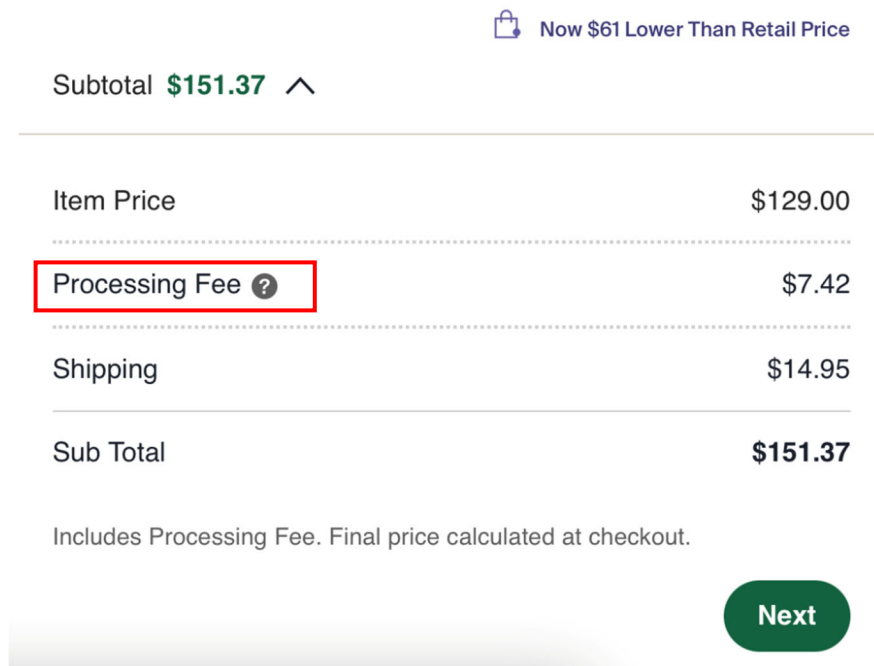 Now $61 Lower Than Retail Price
Subtotal $151.37
Item Price $129.00
Processing Fee ? $7.42
Shipping $14.95
Sub Total $151.37
Includes Processing Fee. Final price calculated at checkout.
Next